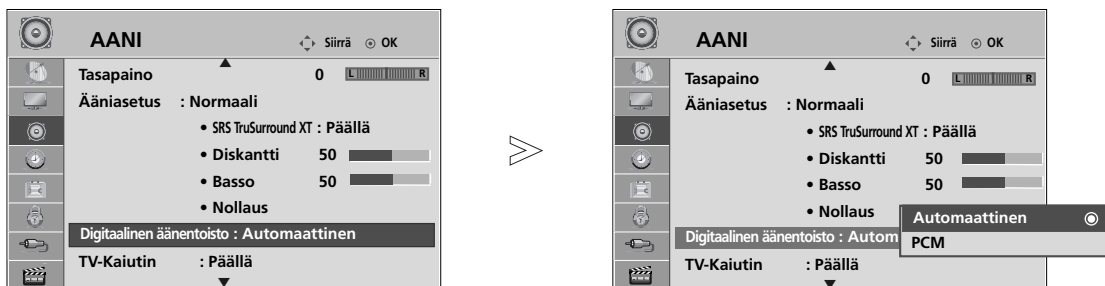 AANI Siirrä OK
Tasapaino 0 L R
Ääniasetus : Normaali
• SRS TruSurround XT : Päällä
• Diskantti 50
• Basso 50
• Nollaus
Digitaalinen äänentoisto : Automaattinen
TV-Kaiutin : Päällä
>
AANI Siirrä OK
Tasapaino 0 L R
Ääniasetus : Normaali
• SRS TruSurround XT : Päällä
• Diskantti 50
• Basso 50
• Nollaus
Automaattinen
Digitaalinen äänentoisto : Autom
PCM
TV-Kaiutin : Päällä